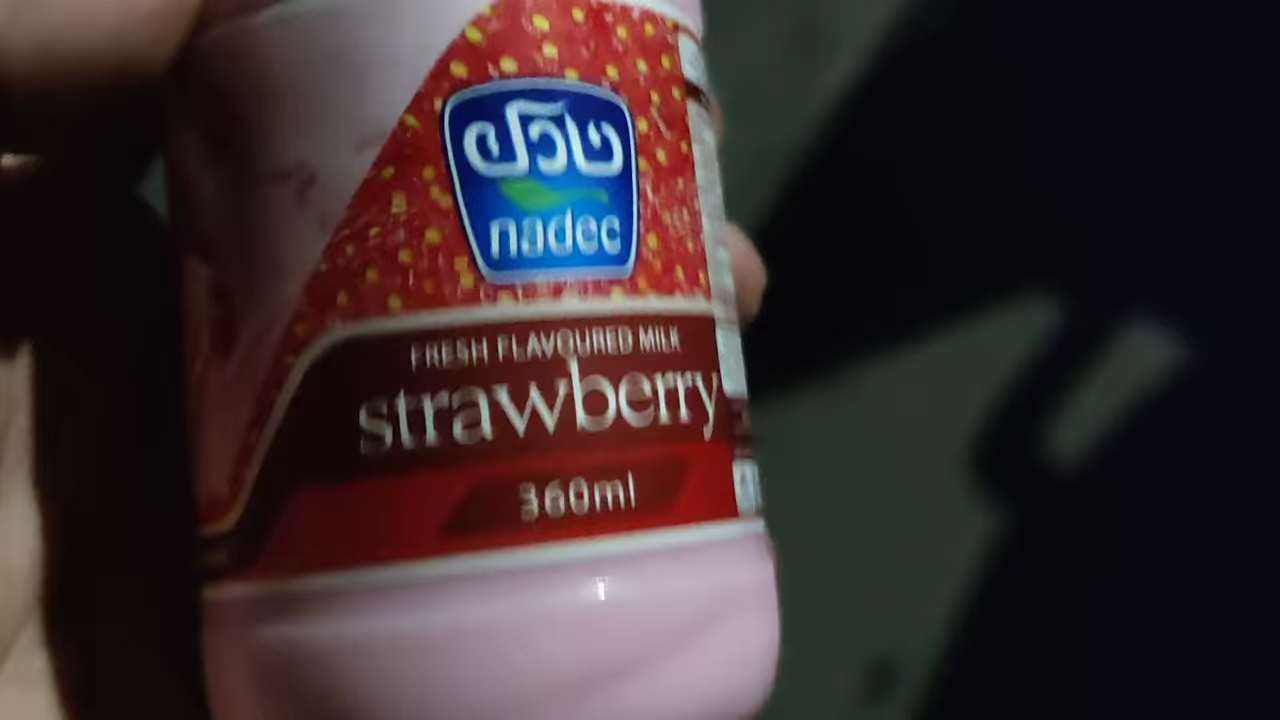 نادك
nadec
FRESH FLAVOURED MILK
strawberry
360ml